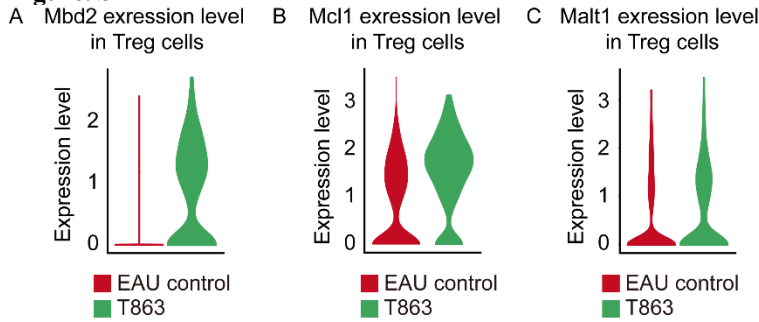 A Mbd2 exression level
in Treg cells
Expression level
2
1
0
EAU control
T863
B Mcl1 exression level
in Treg cells
Expression level
3
2
1
0
EAU control
T863
C Malt1 exression level
in Treg cells
Expression level
3
2
1
0
EAU control
T863